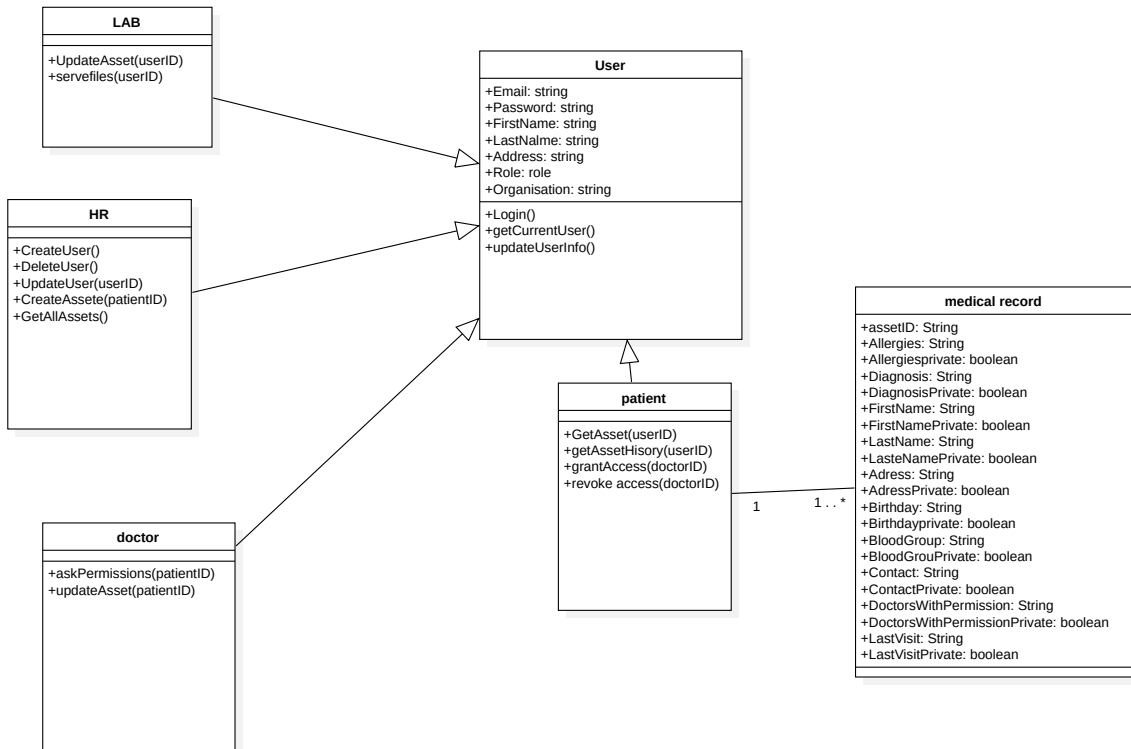 LAB
+UpdateAsset(userID)
+servefiles(userID)
User
+Email: string
+Password: string
+FirstName: string
+LastNalme: string
+Address: string
+Role: role
+Organisation: string
+Login()
+getCurrentUser()
+updateUserInfo()
HR
+CreateUser()
+DeleteUser()
+UpdateUser(userID)
+CreateAssete(patientID)
+GetAllAssets()
medical record
+assetID: String
+Allergies: String
+Allergiesprivate: boolean
+Diagnosis: String
+DiagnosisPrivate: boolean
+FirstName: String
+FirstNamePrivate: boolean
+LastName: String
+LasteNamePrivate: boolean
+Adress: String
+AdressPrivate: boolean
+Birthday: String
+Birthdayprivate: boolean
+BloodGroup: String
+BloodGrouPrivate: boolean
+Contact: String
+ContactPrivate: boolean
+DoctorsWithPermission: String
+DoctorsWithPermissionPrivate: boolean
+LastVisit: String
+LastVisitPrivate: boolean
patient
+GetAsset(userID)
+getAssetHisory(userID)
+grantAccess(doctorID)
+revoke access(doctorID)
1
1 . . *
doctor
+askPermissions(patientID)
+updateAsset(patientID)